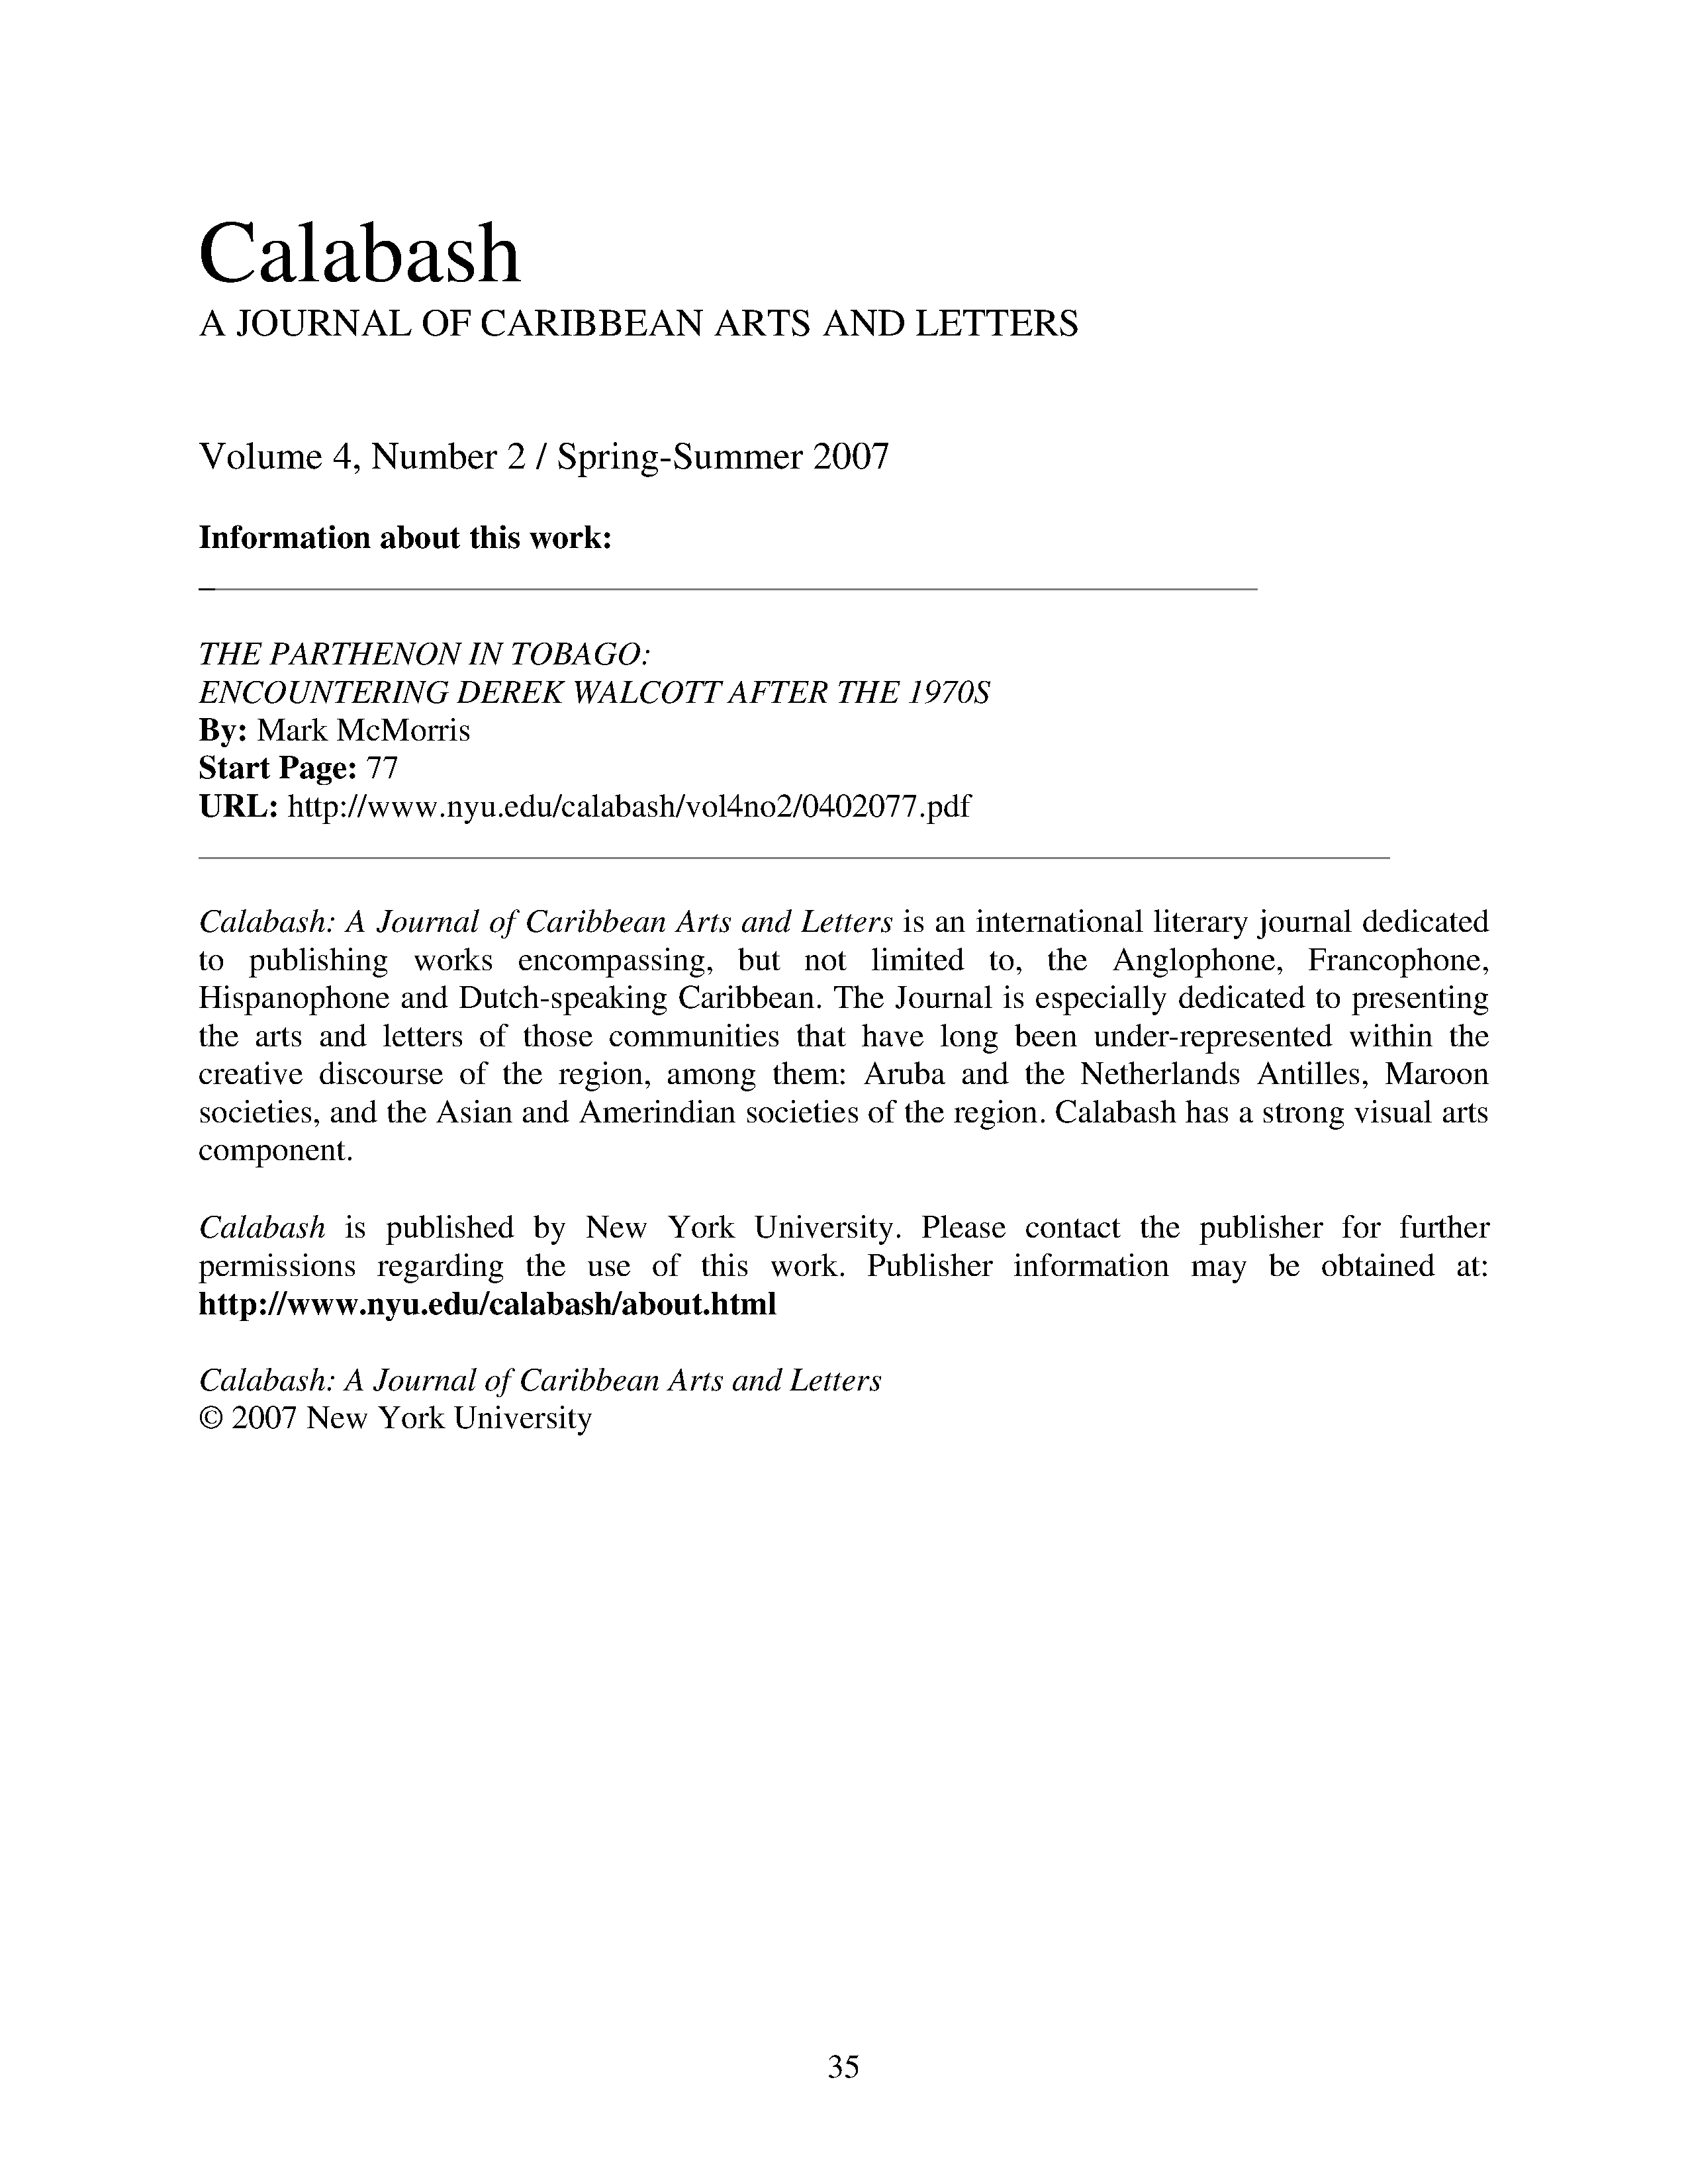 Calabash
A JOURNAL OF CARIBBEAN ARTS AND LETTERS
Volume 4, Number 2 / Spring-Summer 2007
Information about this work:
THE PARTHENON IN TOBAGO:
ENCOUNTERING DEREK WALCOTT AFTER THE 1970S
By: Mark McMorris
Start Page: 77
URL: http://www.nyu.edu/calabash/vol4no2/0402077.pdf
Calabash: A Journal of Caribbean Arts and Letters is an international literary journal dedicated
to publishing works encompassing, but not limited to, the Anglophone, Francophone,
Hispanophone and Dutch-speaking Caribbean. The Journal is especially dedicated to presenting
the arts and letters of those communities that have long been under-represented within the
creative discourse of the region, among them: Aruba and the Netherlands Antilles, Maroon
societies, and the Asian and Amerindian societies of the region. Calabash has a strong visual arts
component.
Calabash is published by New York University. Please contact the publisher for further
permissions regarding the use of this work. Publisher information may be obtained at:
http://www.nyu.edu/calabash/about.html
Calabash: A Journal of Caribbean Arts and Letters
© 2007 New York University
35